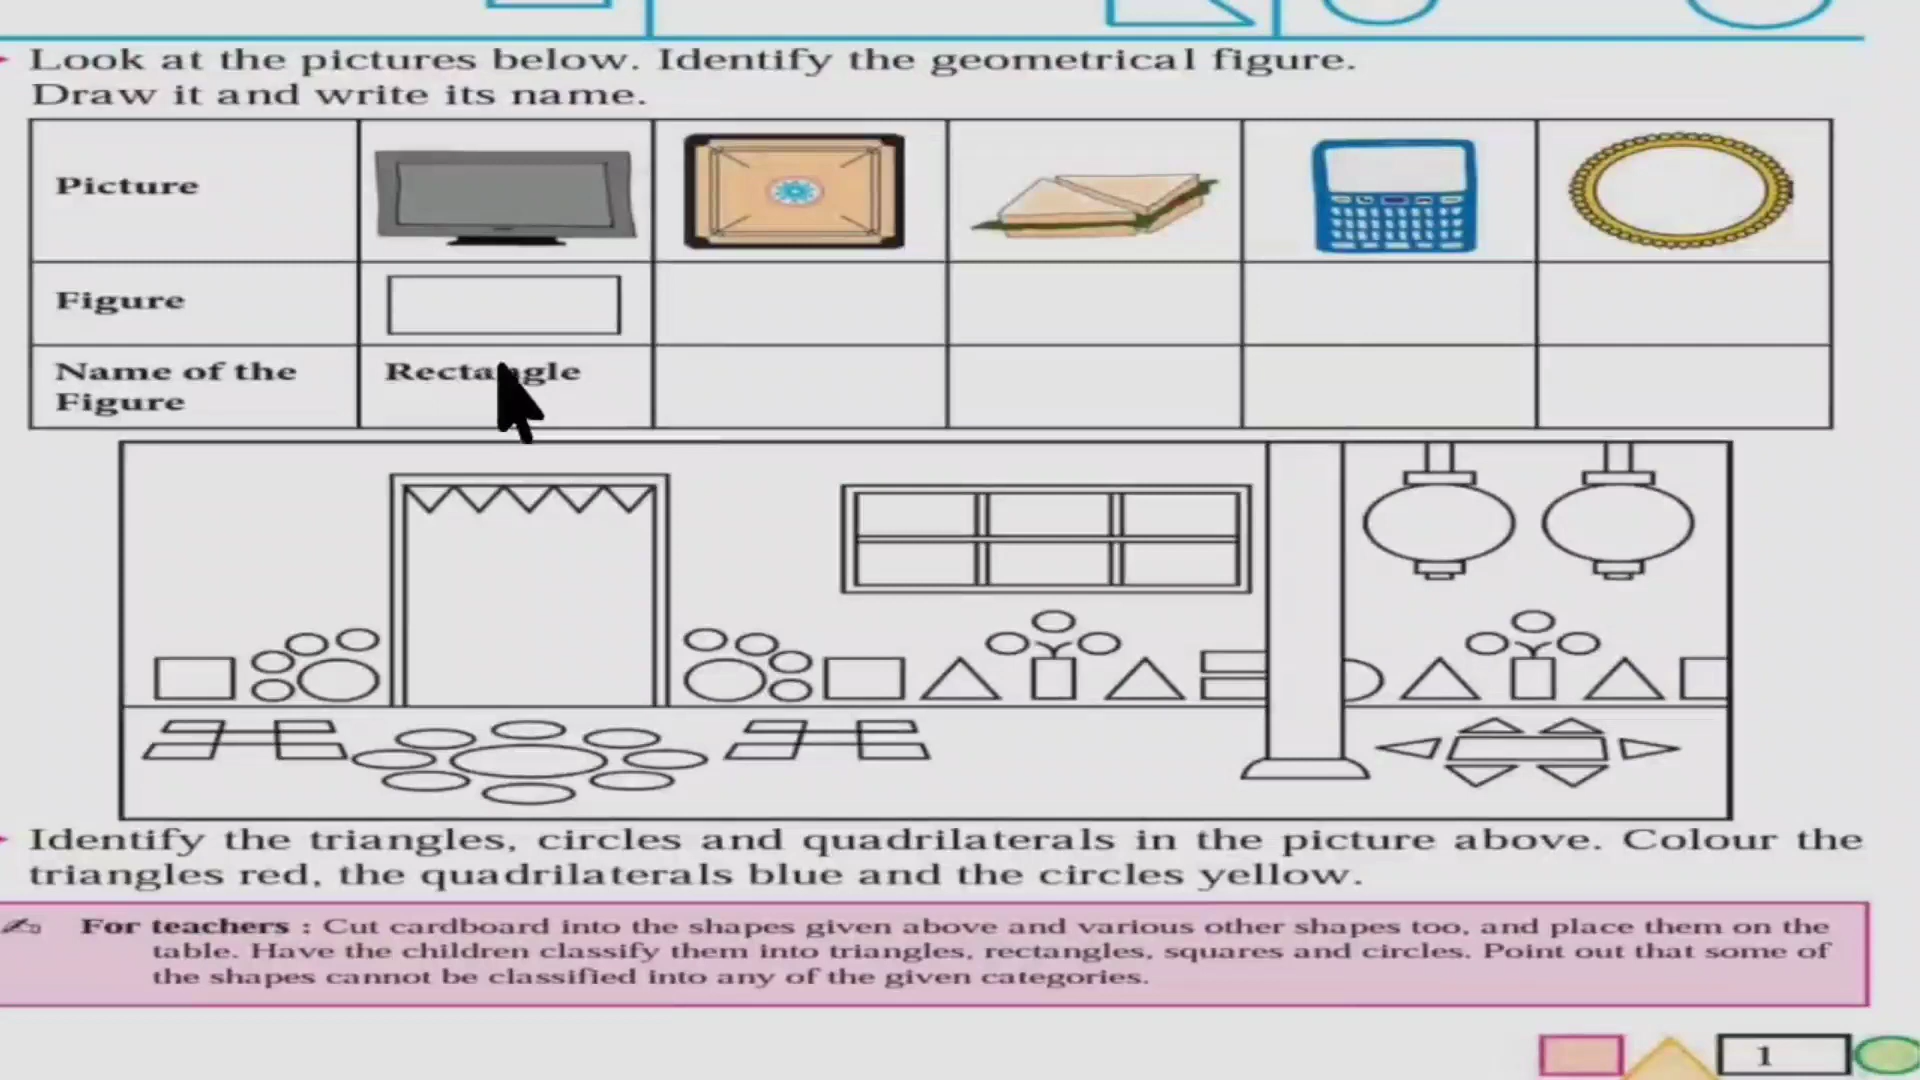 Look at the pictures below. Identify the geometrical figure.
Draw it and write its name.
Picture
Figure
Name of the Rectangle
Figure
Identify the triangles, circles and quadrilaterals in the picture above. Colour the
triangles red, the quadrilaterals blue and the circles yellow.
For teachers : Cut cardboard into the shapes given above and various other shapes too, and place them on the
table. Have the children classify them into triangles, rectangles, squares and circles. Point out that some of
the shapes cannot be classified into any of the given categories.
1